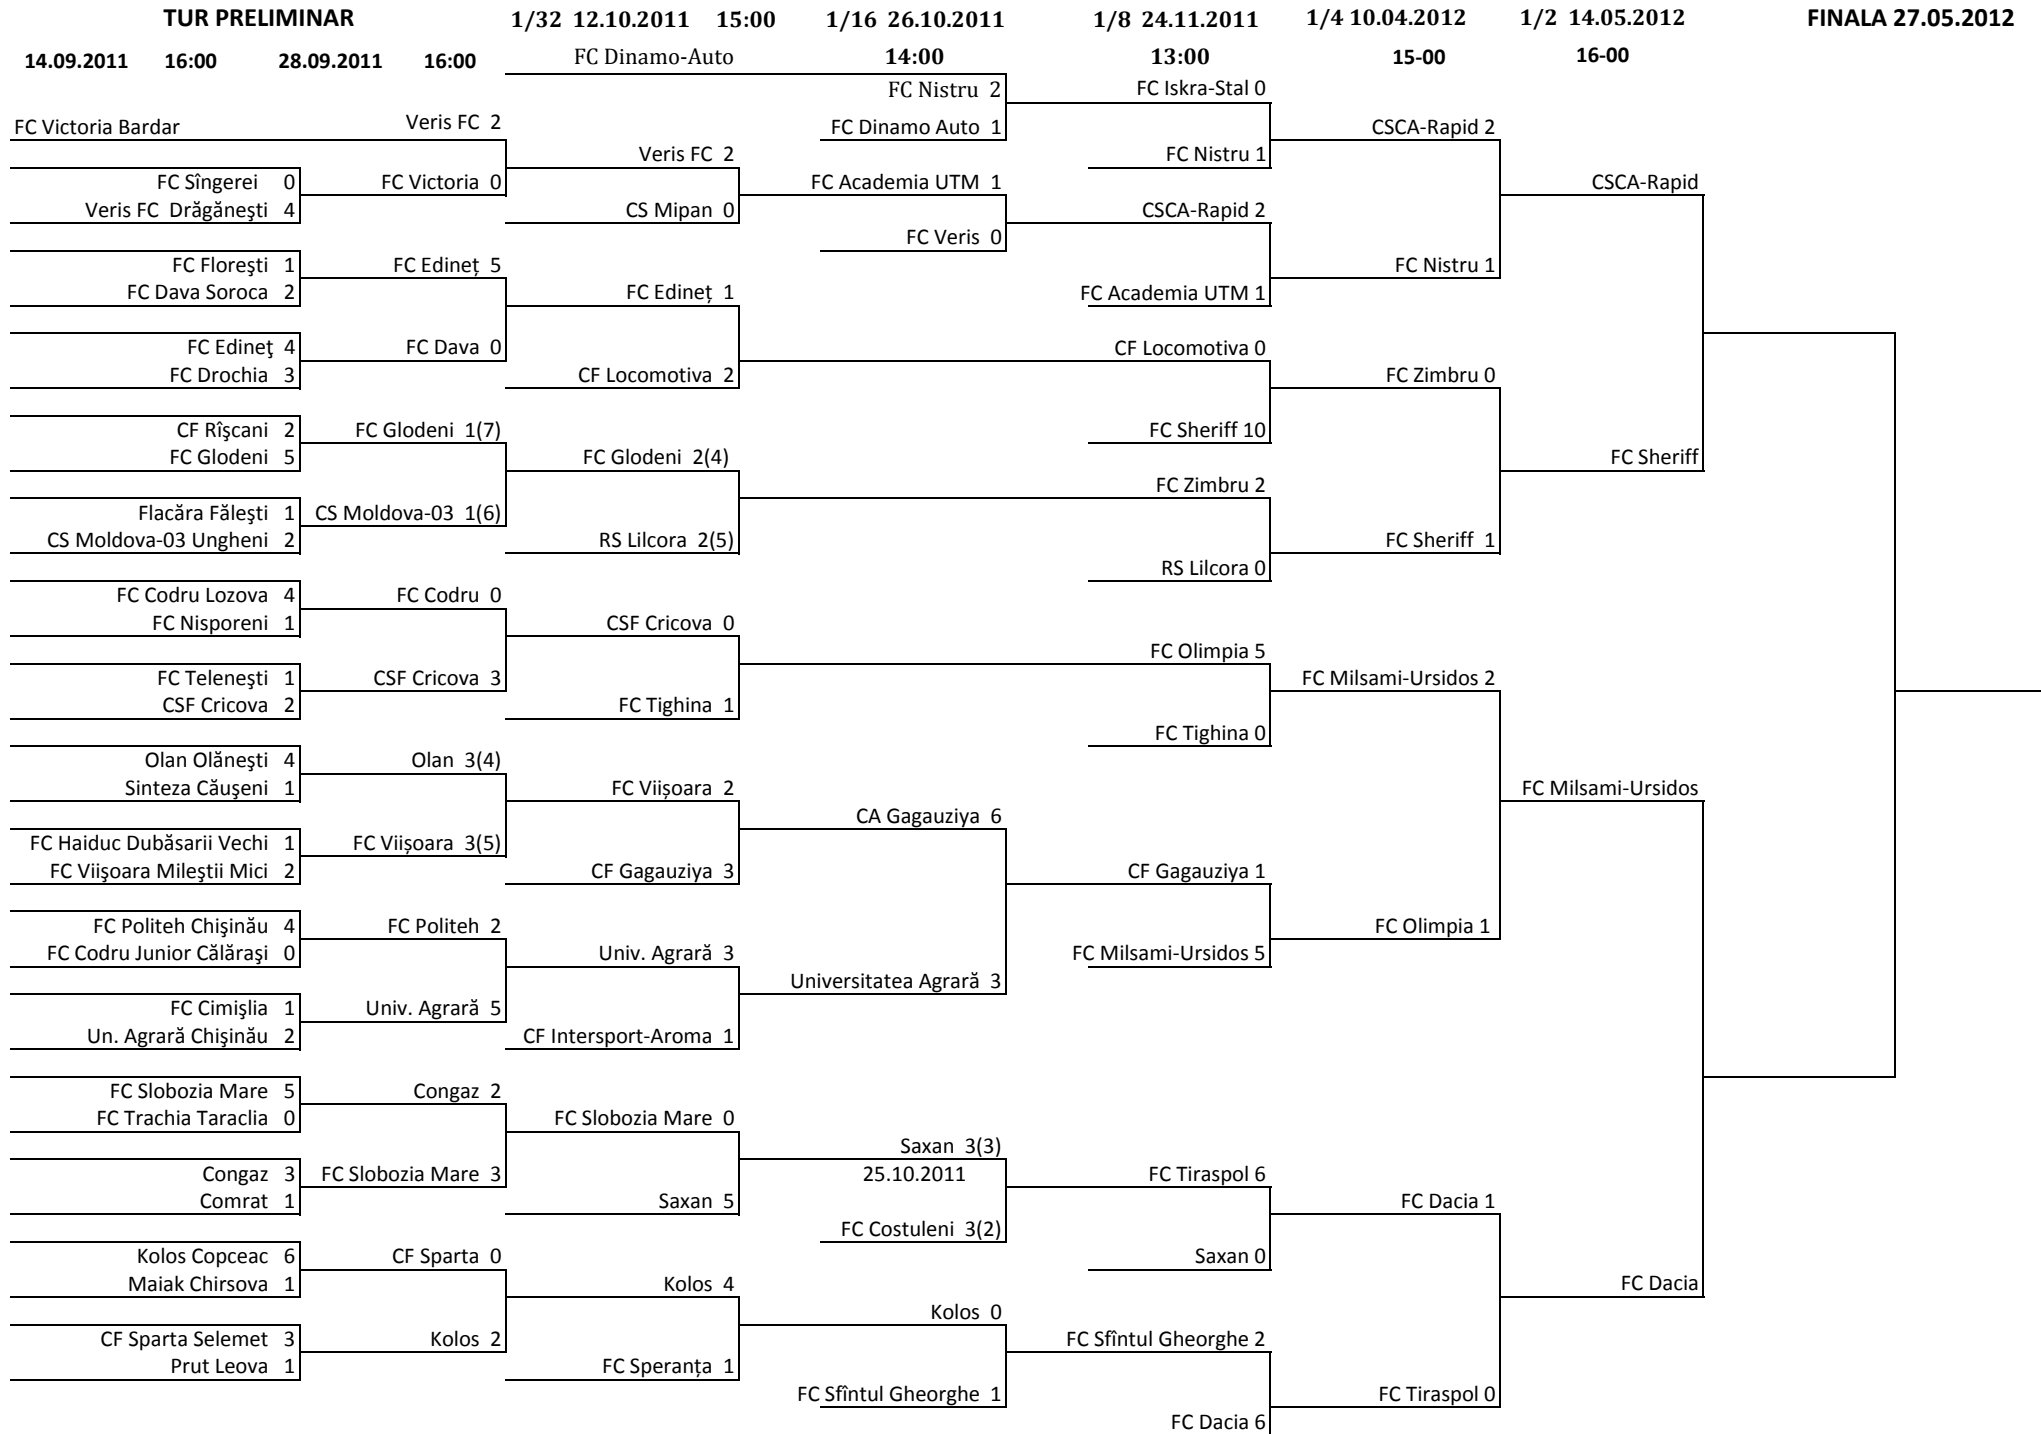 TUR PRELIMINAR 1/32 12.10.2011 15:00 1/16 26.10.2011 1/8 24.11.2011 1/4 10.04.2012 1/2 14.05.2012 FINALA 27.05.2012
14.09.2011 16:00 28.09.2011 16:00 FC Dinamo-Auto 14:00 13:00 15-00 16-00
FC Nistru 2 FC Iskra-Stal 0
FC Victoria Bardar Veris FC 2 FC Dinamo Auto 1 CSCA-Rapid 2
Veris FC 2 FC Nistru 1
FC Sîngerei 0 FC Victoria 0 FC Academia UTM 1 CSCA-Rapid
Veris FC Drăgăneşti 4 CS Mipan 0 CSCA-Rapid 2
FC Veris 0
FC Floreşti 1 FC Edineț 5 FC Nistru 1
FC Dava Soroca 2 FC Edineț 1 FC Academia UTM 1
FC Edineţ 4 FC Dava 0 CF Locomotiva 0
FC Drochia 3 CF Locomotiva 2 FC Zimbru 0
CF Rîşcani 2 FC Glodeni 1(7) FC Sheriff 10
FC Glodeni 5 FC Glodeni 2(4) FC Sheriff
FC Zimbru 2
Flacăra Făleşti 1 CS Moldova-03 1(6)
CS Moldova-03 Ungheni 2 RS Lilcora 2(5) FC Sheriff 1
RS Lilcora 0
FC Codru Lozova 4 FC Codru 0
FC Nisporeni 1 CSF Cricova 0
FC Olimpia 5
FC Teleneşti 1 CSF Cricova 3 FC Milsami-Ursidos 2
CSF Cricova 2 FC Tighina 1
FC Tighina 0
Olan Olăneşti 4 Olan 3(4)
Sinteza Căuşeni 1 FC Viişoara 2 FC Milsami-Ursidos
CA Gagauziya 6
FC Haiduc Dubăsarii Vechi 1 FC Viișoara 3(5)
FC Viişoara Mileştii Mici 2 CF Gagauziya 3 CF Gagauziya 1
FC Politeh Chişinău 4 FC Politeh 2 FC Olimpia 1
FC Codru Junior Călăraşi 0 Univ. Agrară 3 FC Milsami-Ursidos 5
Universitatea Agrară 3
FC Cimişlia 1 Univ. Agrară 5
Un. Agrară Chişinău 2 CF Intersport-Aroma 1
FC Slobozia Mare 5 Congaz 2
FC Trachia Taraclia 0 FC Slobozia Mare 0
Saxan 3(3)
Congaz 3 FC Slobozia Mare 3 25.10.2011 FC Tiraspol 6
Comrat 1 Saxan 5 FC Dacia 1
FC Costuleni 3(2)
Kolos Copceac 6 CF Sparta 0 Saxan 0
Maiak Chirsova 1 Kolos 4 FC Dacia
Kolos 0
CF Sparta Selemet 3 Kolos 2 FC Sfîntul Gheorghe 2
Prut Leova 1 FC Speranța 1
FC Sfîntul Gheorghe 1 FC Tiraspol 0
FC Dacia 6